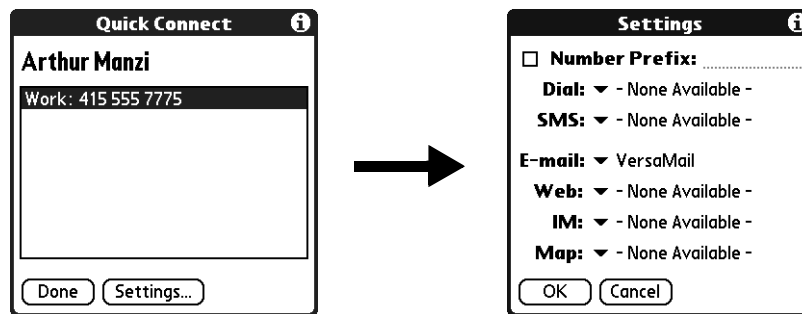 Quick Connect
Arthur Manzi
Work: 415 555 7775
Done
Settings...
Settings
Number Prefix:
Dial: - None Available -
SMS: - None Available -
E-mail: VersaMail
Web: - None Available -
IM: - None Available -
Map: - None Available -
OK
Cancel